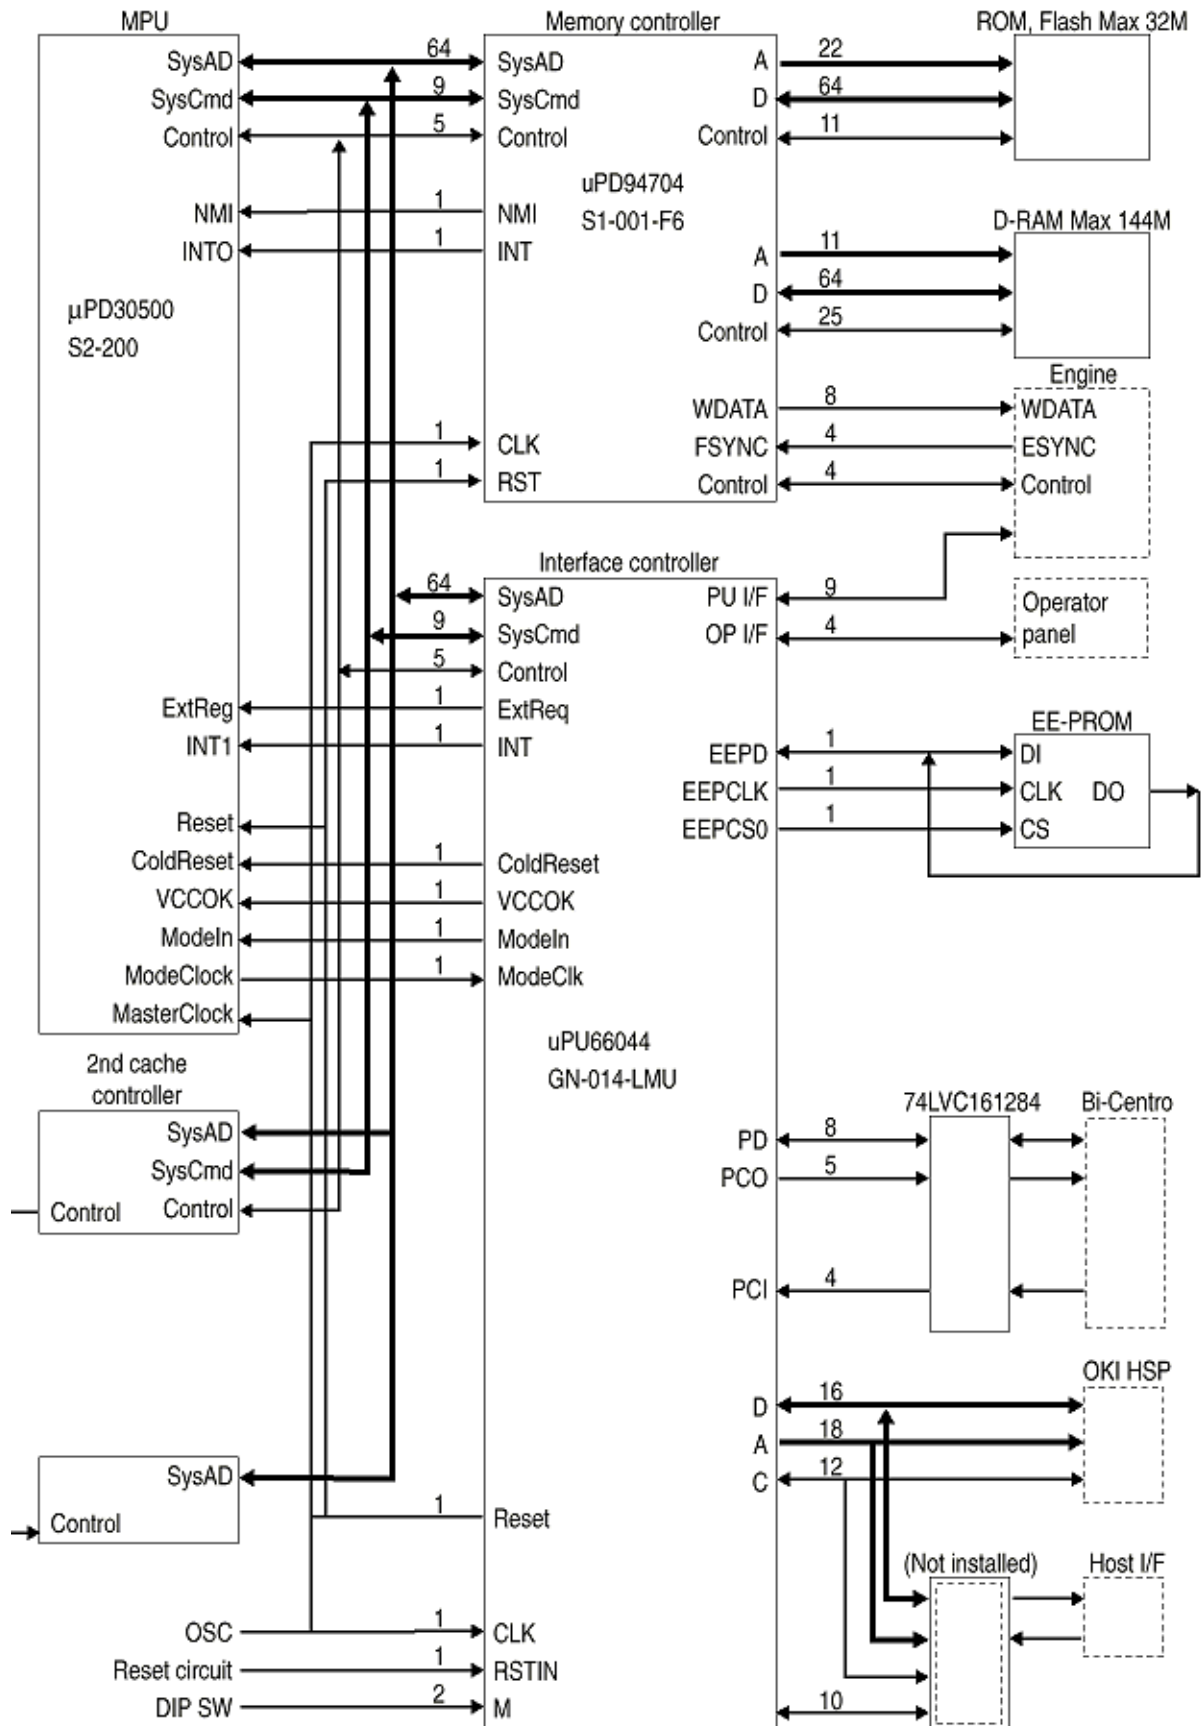 MPU Memory controller ROM, Flash Max 32M
SysAD 64 SysAD A 22
SysCmd 9 SysCmd D 64
Control 5 Control Control 11
uPD94704
NMI 1 NMI S1-001-F6 D-RAM Max 144M
INTO 1 INT A 11
D 64
µPD30500
S2-200 Control 25
Engine
WDATA 8 WDATA
1 CLK FSYNC 4 ESYNC
1 RST Control 4 Control
Interface controller
64 SysAD PU I/F 9 Operator
9 SysCmd OP I/F 4 panel
5 Control
ExtReg 1 ExtReq EE-PROM
INT1 1 INT EEPD 1 DI
EEPCLK 1 CLK DO
Reset EEPCS0 1 CS
ColdReset 1 ColdReset
VCCOK 1 VCCOK
ModeIn 1 ModeIn
ModeClock 1 ModeClk
MasterClock
uPU66044
2nd cache
controller GN-014-LMU
74LVC161284 Bi-Centro
SysAD PD 8
SysCmd PCO 5
Control Control
PCI 4
OKI HSP
D 16
A 18
SysAD C 12
Control 1 Reset
(Not installed) Host I/F
OSC 1 CLK
Reset circuit 1 RSTIN
DIP SW 2 M 10